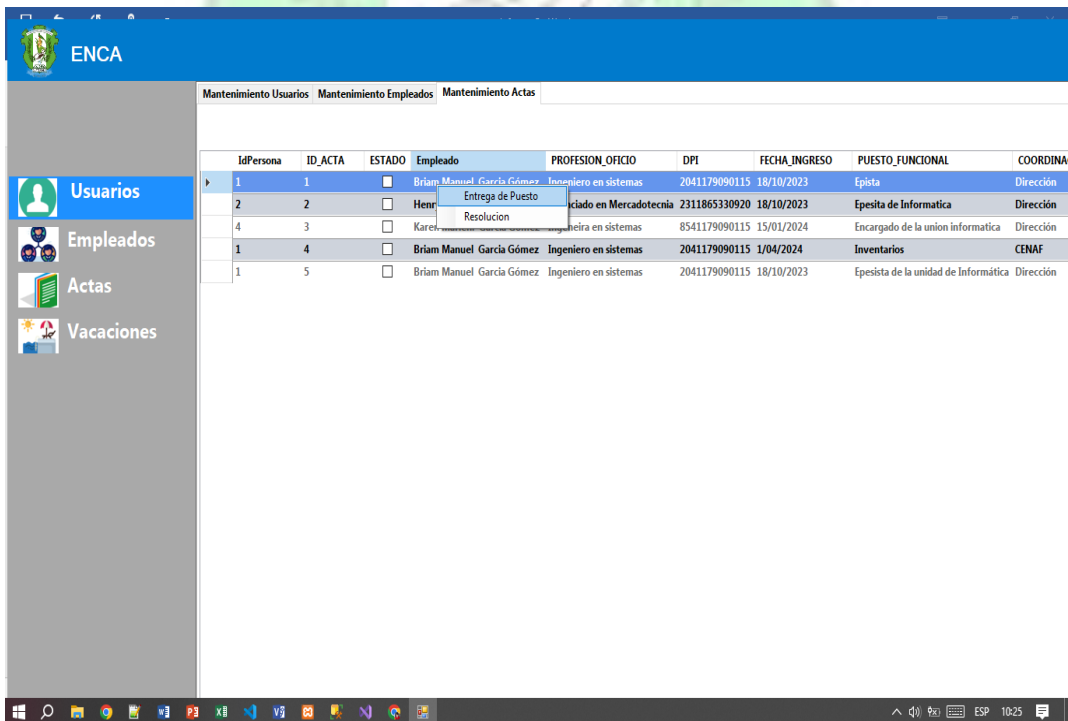 ENCA
Mantenimiento Usuarios Mantenimiento Empleados Mantenimiento Actas
IdPersona ID_ACTA ESTADO Empleado PROFESION_OFICIO DPI FECHA_INGRESO PUESTO_FUNCIONAL COORDINA
1 1 Briam Manuel Garcia Gómez Ingeniero en sistemas 2041179090115 18/10/2023 Epista Dirección
2 2 Henr ciado en Mercadotecnia 2311865330920 18/10/2023 Epesita de Informatica Dirección
4 3 Karen en sistemas 8541179090115 15/01/2024 Encargado de la union informatica Dirección
1 4 Briam Manuel Garcia Gómez Ingeniero en sistemas 2041179090115 1/04/2024 Inventarios CENAF
1 5 Briam Manuel Garcia Gómez Ingeniero en sistemas 2041179090115 18/10/2023 Epesista de la unidad de Informática Dirección
Entrega de Puesto
Resolucion
Usuarios
Empleados
Actas
Vacaciones
ESP 10:25